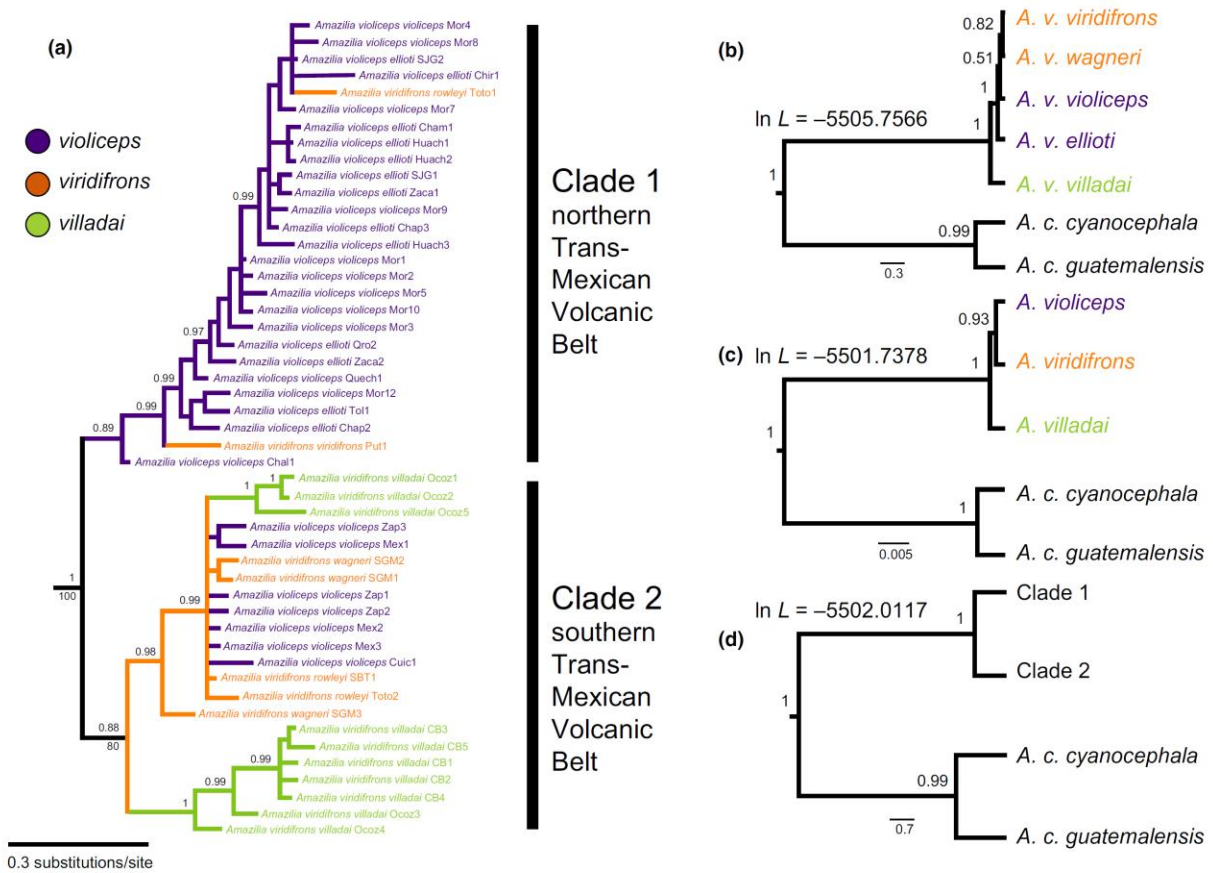 (a)
violiceps
viridifrons
villadai
Amazilia violiceps violiceps Mor4
Amazilia violiceps violiceps Mor8
Amazilia violiceps ellioti SJG2
Amazilia violiceps ellioti Chir1
Amazilia viridifrons rowleyi Toto1
Amazilia violiceps violiceps Mor7
Amazilia violiceps ellioti Cham1
Amazilia violiceps ellioti Huach1
Amazilia violiceps ellioti Huach2
Amazilia violiceps ellioti SJG1
Amazilia violiceps ellioti Zaca1
0.99
Amazilia violiceps violiceps Mor9
Amazilia violiceps ellioti Chap3
Amazilia violiceps ellioti Huach3
Amazilia violiceps violiceps Mor1
Amazilia violiceps violiceps Mor2
Amazilia violiceps violiceps Mor5
Amazilia violiceps violiceps Mor10
Amazilia violiceps violiceps Mor3
0.97
Amazilia violiceps ellioti Qro2
Amazilia violiceps ellioti Zaca2
0.99
Amazilia violiceps violiceps Quech1
Amazilia violiceps violiceps Mor12
0.99
Amazilia violiceps ellioti Tol1
0.89
Amazilia violiceps ellioti Chap2
Amazilia viridifrons viridifrons Put1
Amazilia violiceps violiceps Chal1
Clade 1
northern
Trans-
Mexican
Volcanic
Belt
1
1
Amazilia viridifrons villadai Ocoz1
Amazilia viridifrons villadai Ocoz2
Amazilia viridifrons villadai Ocoz5
Amazilia violiceps violiceps Zap3
Amazilia violiceps violiceps Mex1
Amazilia viridifrons wagneri SGM2
Amazilia viridifrons wagneri SGM1
1
100
0.99
Amazilia violiceps violiceps Zap1
Amazilia violiceps violiceps Zap2
Amazilia violiceps violiceps Mex2
Amazilia violiceps violiceps Mex3
0.98
Amazilia violiceps violiceps Cuic1
Amazilia viridifrons rowleyi SBT1
Amazilia viridifrons rowleyi Toto2
Amazilia viridifrons wagneri SGM3
0.88
80
Amazilia viridifrons villadai CB3
Amazilia viridifrons villadai CB5
0.99
Amazilia viridifrons villadai CB1
0.99
Amazilia viridifrons villadai CB2
Amazilia viridifrons villadai CB4
1
Amazilia viridifrons villadai Ocoz3
Amazilia viridifrons villadai Ocoz4
Clade 2
southern
Trans-
Mexican
Volcanic
Belt
0.3 substitutions/site
(b)
ln L = –5505.7566
0.82
0.51
1
1
1
0.99
A. v. viridifrons
A. v. wagneri
A. v. violiceps
A. v. ellioti
A. v. villadai
A. c. cyanocephala
A. c. guatemalensis
0.3
(c)
ln L = –5501.7378
0.93
1
1
1
A. violiceps
A. viridifrons
A. villadai
A. c. cyanocephala
A. c. guatemalensis
0.005
(d)
ln L = –5502.0117
1
1
0.99
Clade 1
Clade 2
A. c. cyanocephala
A. c. guatemalensis
0.7